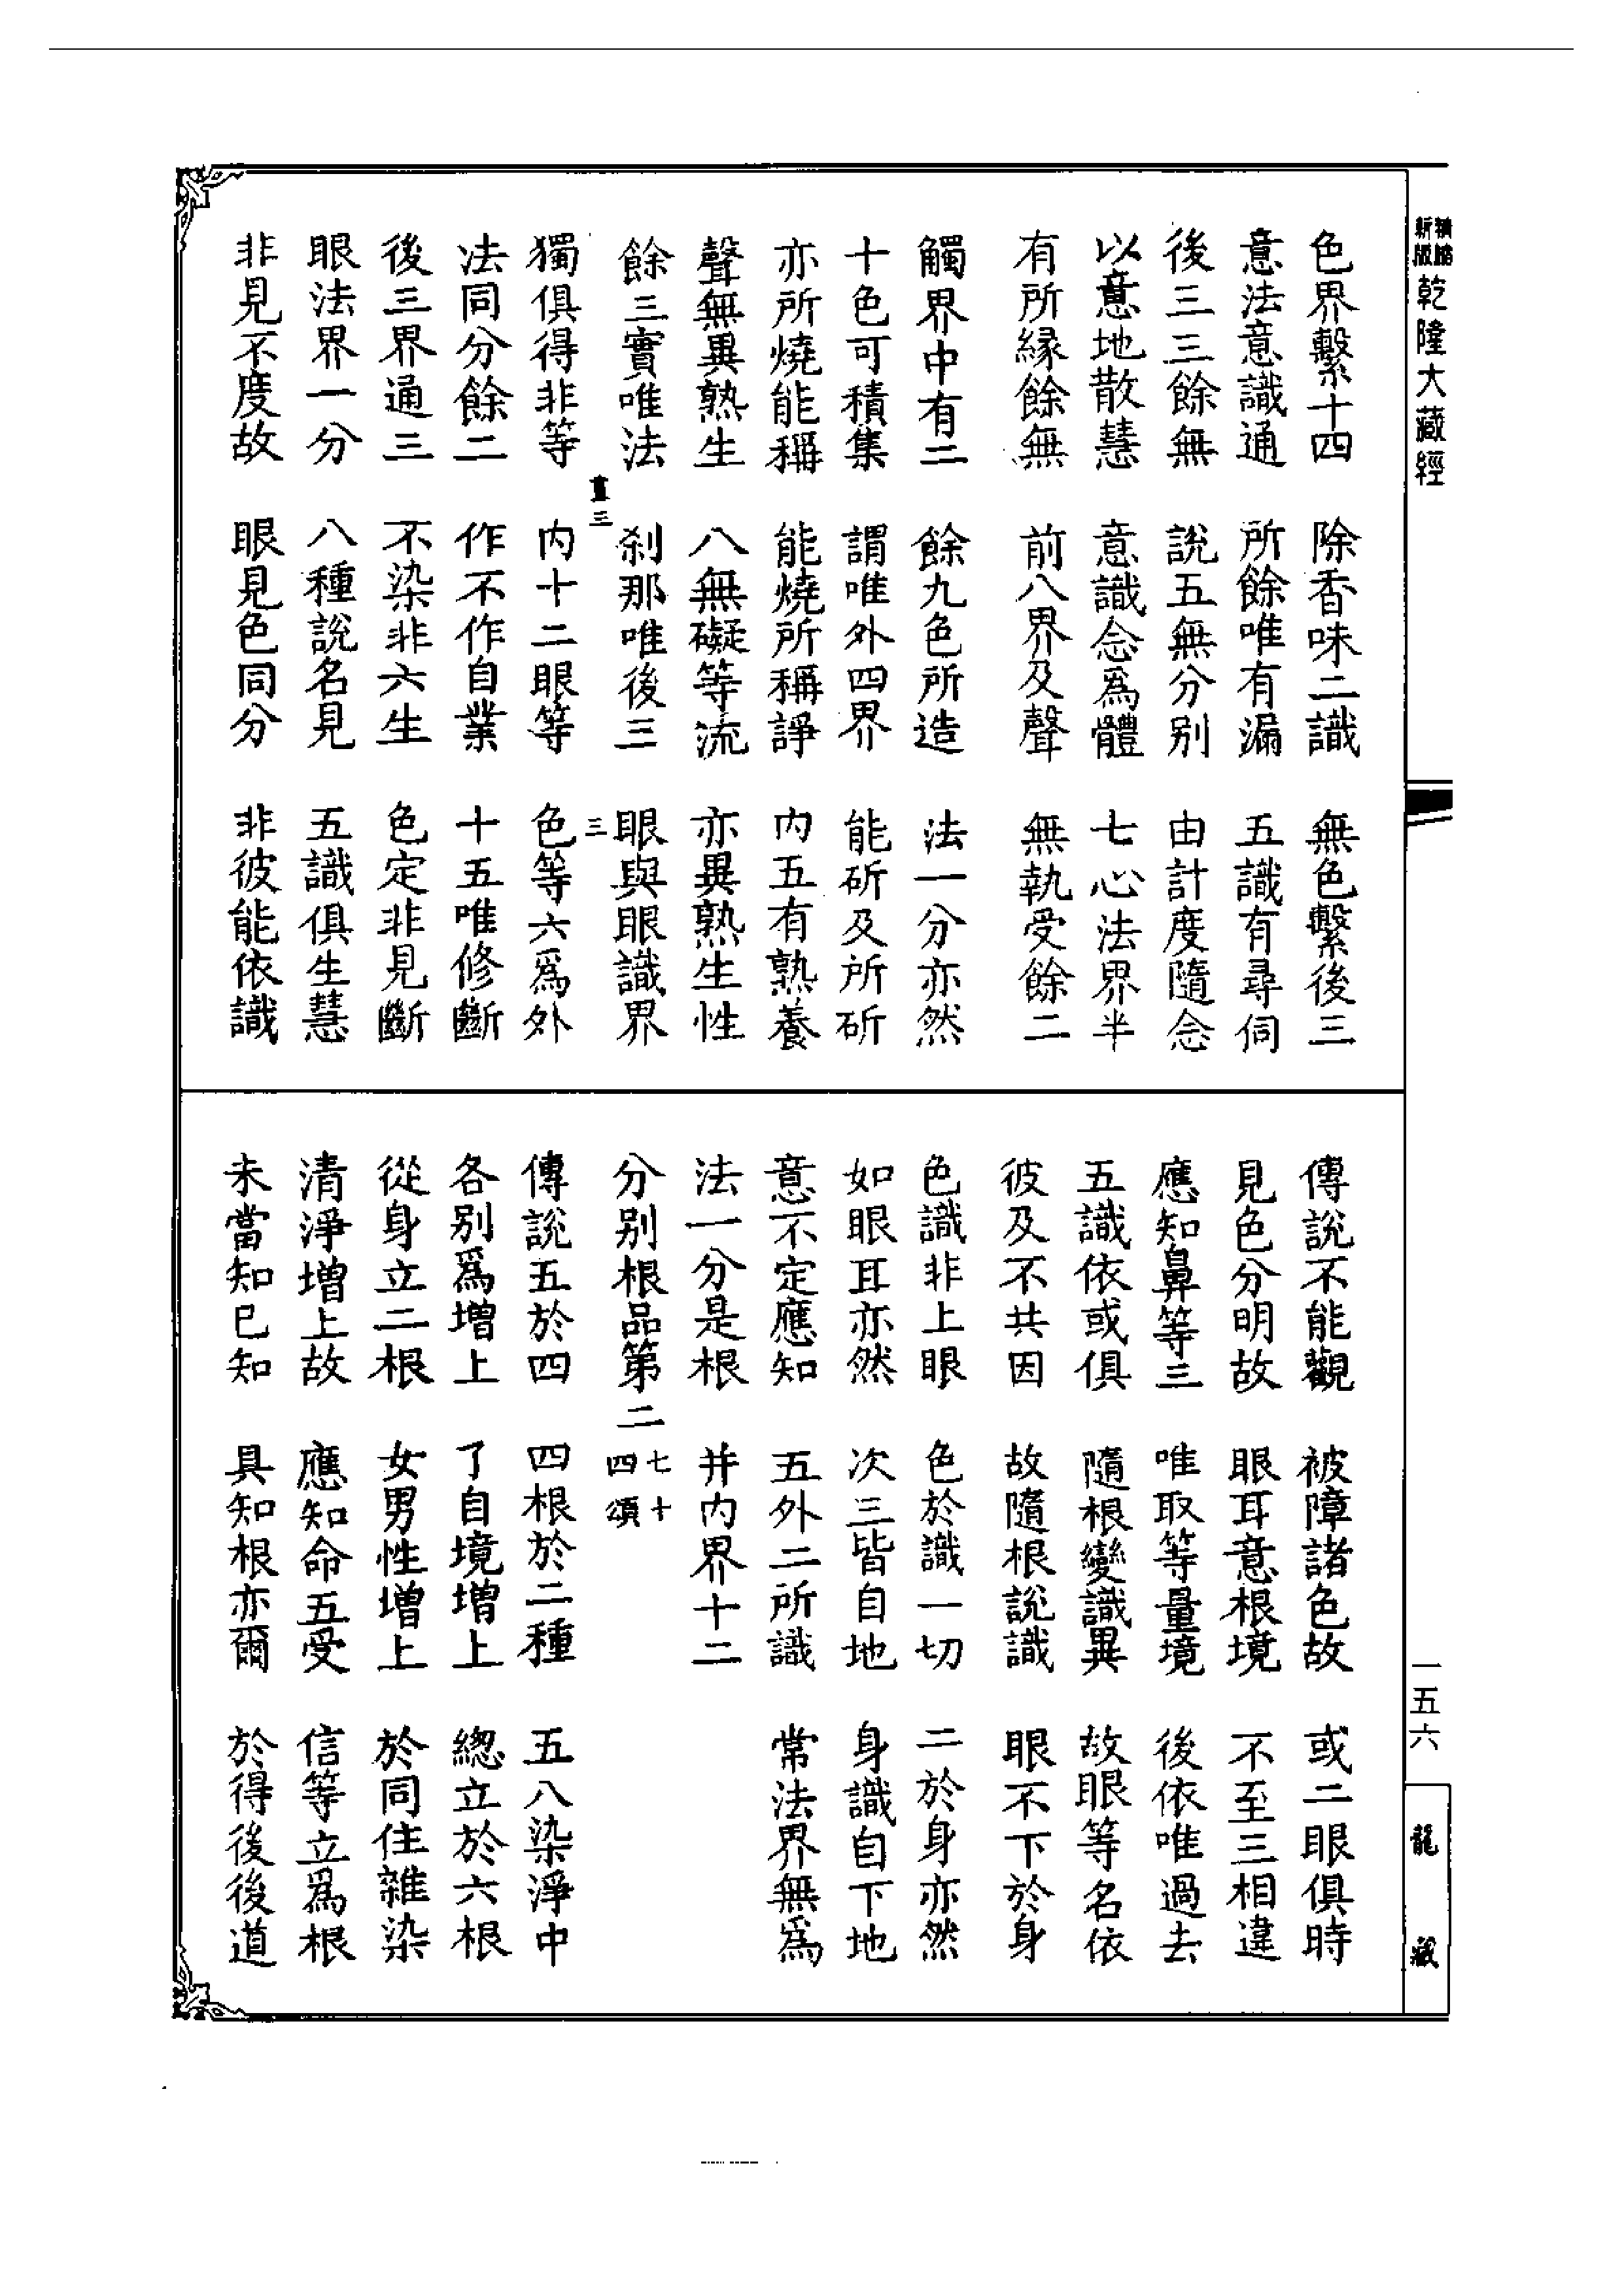 乾隆大藏經
色界繫十四 除香味二識 無色繫後三
意法意識通 所餘唯有漏 五識有尋伺
後三三餘無 說五無分別 由計度隨念
以意地散慧 意識念爲體 七心法界半
有所緣餘無 前八界及聲 無執受餘二
觸界中有二 餘九色所造 法一分亦然
十色可積集 謂唯外四界 能斫及所斫
亦所燒能稱 能燒所稱諍 內五有熟養
聲無異熟生 八無礙等流 亦異熟生性
餘三實唯法 剎那唯後三 眼與眼識界
三
三
獨俱得非等 內十二眼等 色等六爲外
法同分餘二 作不作自業 十五唯修斷
後三界通三 不染非六生 色定非見斷
眼法界一分 八種說名見 五識俱生慧
非見不度故 眼見色同分 非彼能依識
傳說不能觀 被障諸色故 或二眼俱時
見色分明故 眼耳意根境 不至三相違
應知鼻等三 唯取等量境 後依唯過去
五識依或俱 隨根變識異 故眼等名依
彼及不共因 故隨根說識 眼不下於身
色識非上眼 色於識一切 二於身亦然
如眼耳亦然 次三皆自地 身識自下地
意不定應知 五外二所識 常法界無爲
法一分是根 并內界十二
分別根品第二 七十四頌
傳說五於四 四根於二種 五八染淨中
各別爲增上 了自境增上 總立於六根
從身立二根 女男性增上 於同住雜染
清淨增上故 應知命五受 信等立爲根
未當知已知 具知根亦爾 於得後後道
一五六
龍藏